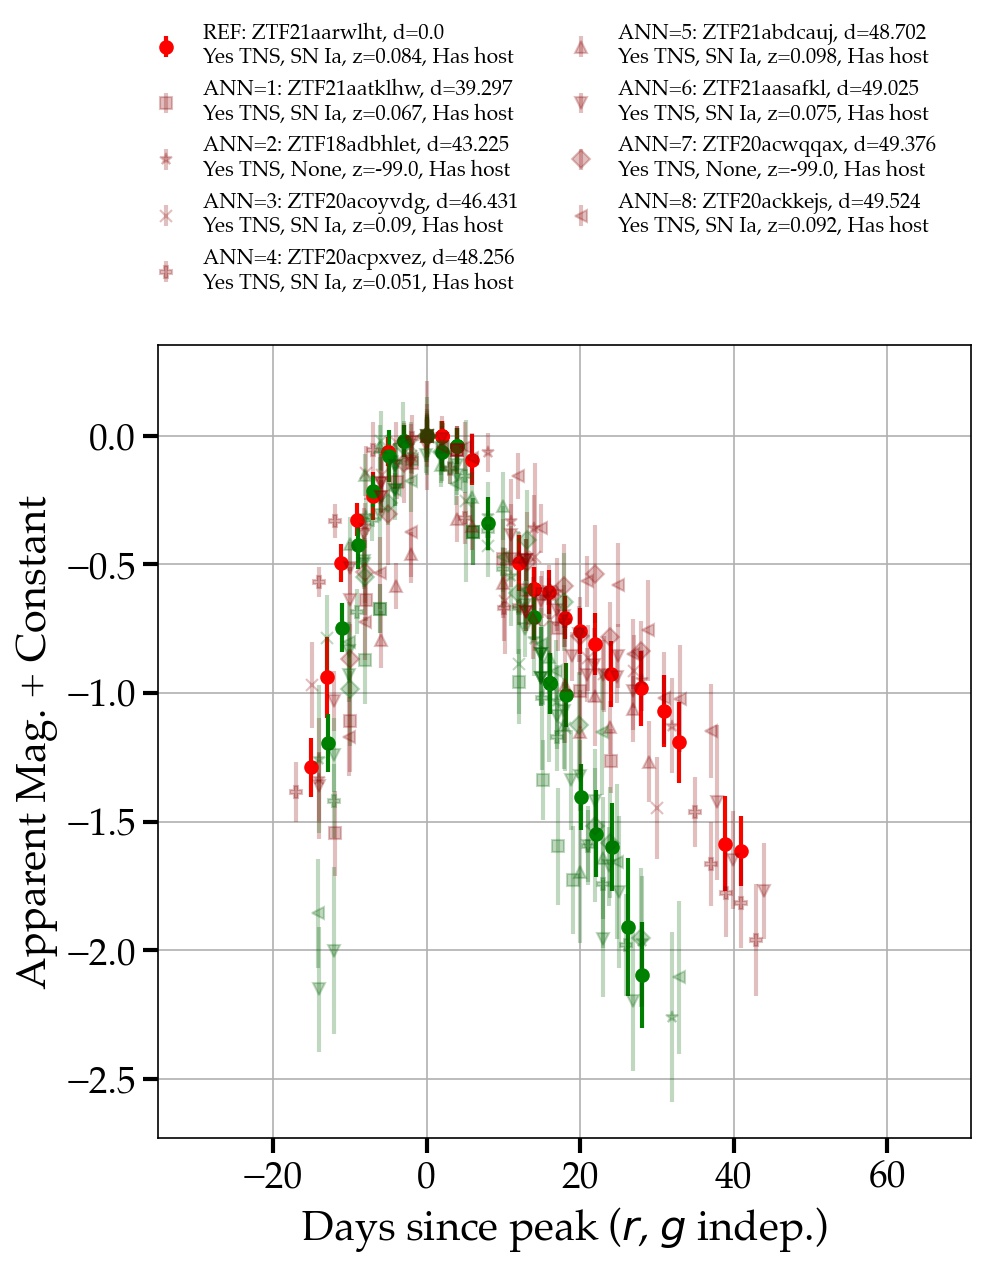 REF: ZTF21aarwlht, d=0.0
Yes TNS, SN Ia, z=0.084, Has host
ANN=1: ZTF21aatklhw, d=39.297
Yes TNS, SN Ia, z=0.067, Has host
ANN=2: ZTF18adbhlet, d=43.225
Yes TNS, None, z=-99.0, Has host
ANN=3: ZTF20acoyvdg, d=46.431
Yes TNS, SN Ia, z=0.09, Has host
ANN=4: ZTF20acpxvez, d=48.256
Yes TNS, SN Ia, z=0.051, Has host
ANN=5: ZTF21abdcauj, d=48.702
Yes TNS, SN Ia, z=0.098, Has host
ANN=6: ZTF21aasafkl, d=49.025
Yes TNS, SN Ia, z=0.075, Has host
ANN=7: ZTF20acwqqax, d=49.376
Yes TNS, None, z=-99.0, Has host
ANN=8: ZTF20ackkejs, d=49.524
Yes TNS, SN Ia, z=0.092, Has host
Apparent Mag. + Constant
0.0
−0.5
−1.0
−1.5
−2.0
−2.5
−20 0 20 40 60
Days since peak (r, g indep.)